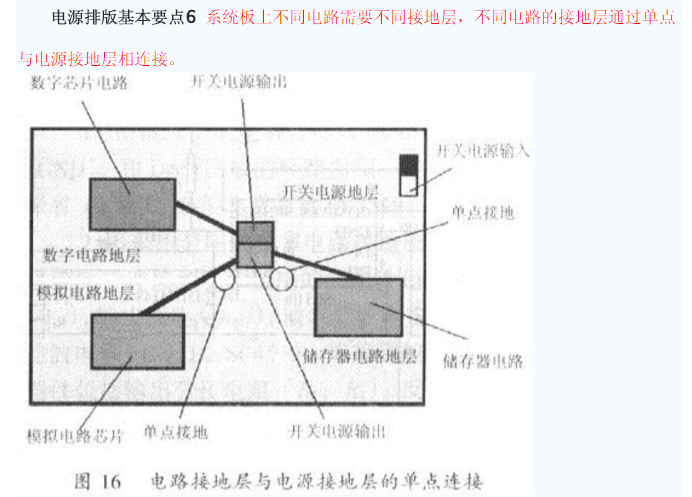 电源排版基本要点6 系统板上不同电路需要不同接地层，不同电路的接地层通过单点
与电源接地层相连接。
数字芯片电路
开关电源输出
开关电源输入
开关电源地层
单点接地
数字电路地层
模拟电路地层
储存器电路地层
储存器电路
模拟电路芯片
单点接地
开关电源输出
图 16 电路接地层与电源接地层的单点连接